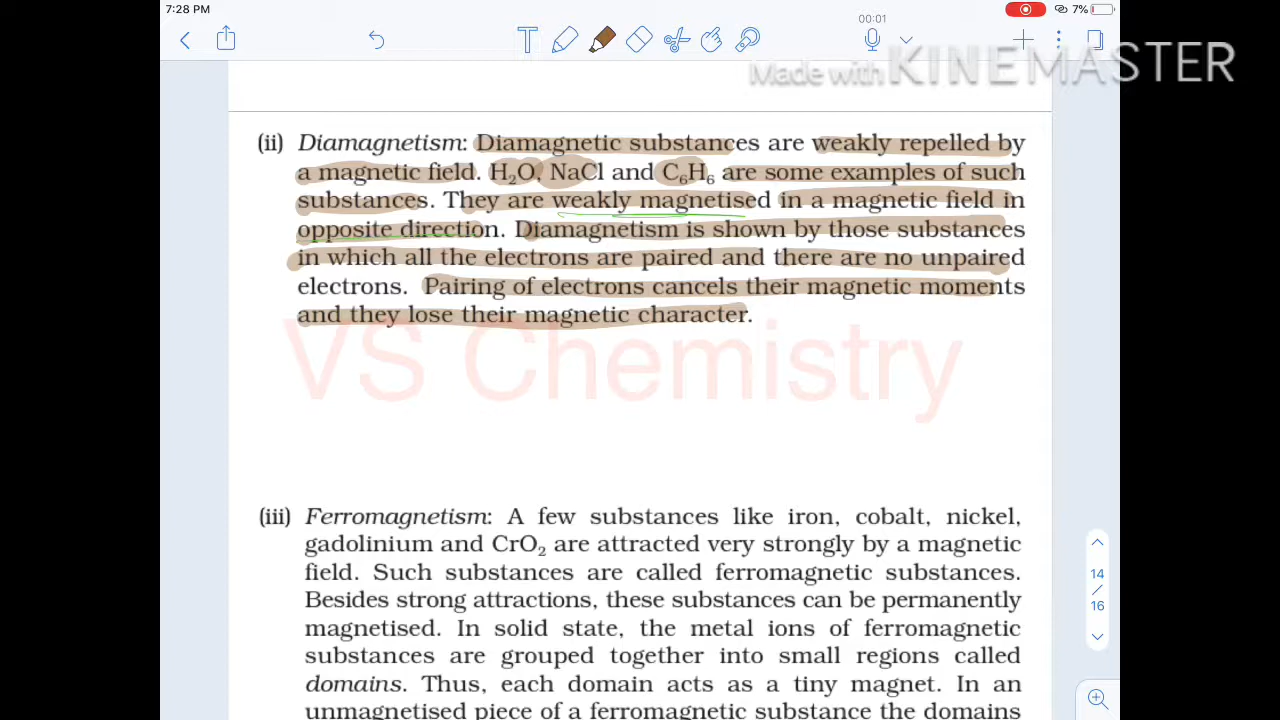 7:28 PM
7%
00:01
Made with KINEMASTER
(ii) Diamagnetism: Diamagnetic substances are weakly repelled by
a magnetic field. H₂O, NaCl and C₆H₆ are some examples of such
substances. They are weakly magnetised in a magnetic field in
opposite direction. Diamagnetism is shown by those substances
in which all the electrons are paired and there are no unpaired
electrons. Pairing of electrons cancels their magnetic moments
and they lose their magnetic character.
VS Chemistry
(iii) Ferromagnetism: A few substances like iron, cobalt, nickel,
gadolinium and CrO₂ are attracted very strongly by a magnetic
field. Such substances are called ferromagnetic substances.
Besides strong attractions, these substances can be permanently
magnetised. In solid state, the metal ions of ferromagnetic
substances are grouped together into small regions called
domains. Thus, each domain acts as a tiny magnet. In an
unmagnetised piece of a ferromagnetic substance the domains
14
/
16